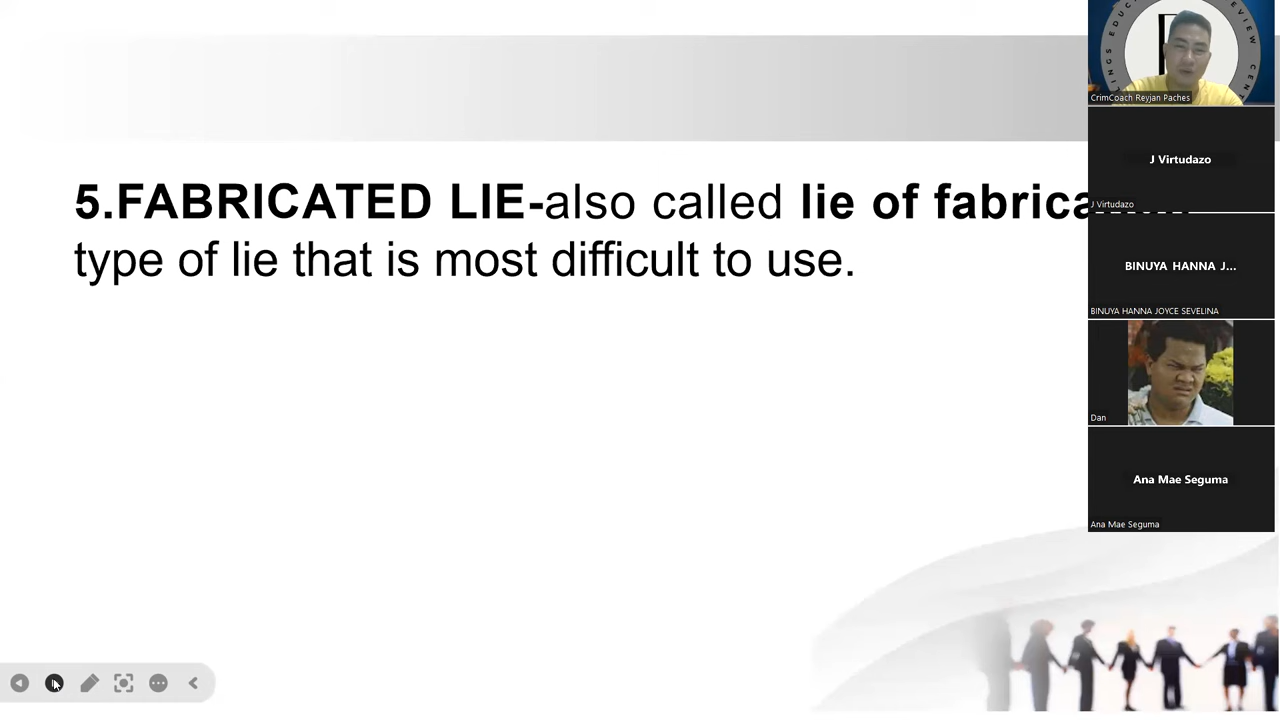 5.FABRICATED LIE-also called lie of
type of lie that is most difficult to use.
CrimCoach Reyjan Paches
J Virtudazo
J Virtudazo
BINUYA HANNA J...
BINUYA HANNA JOYCE SEVELINA
Dan
Ana Mae Seguma
Ana Mae Seguma